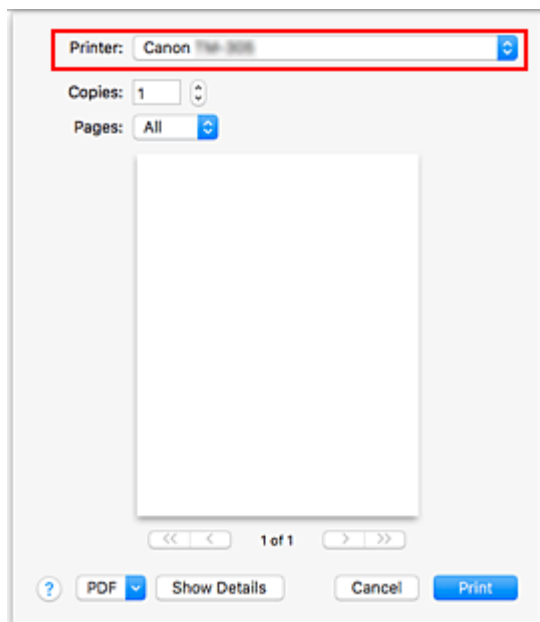 Printer: Canon
Copies: 1
Pages: All
<< < 1 of 1 > >>
? PDF Show Details Cancel Print